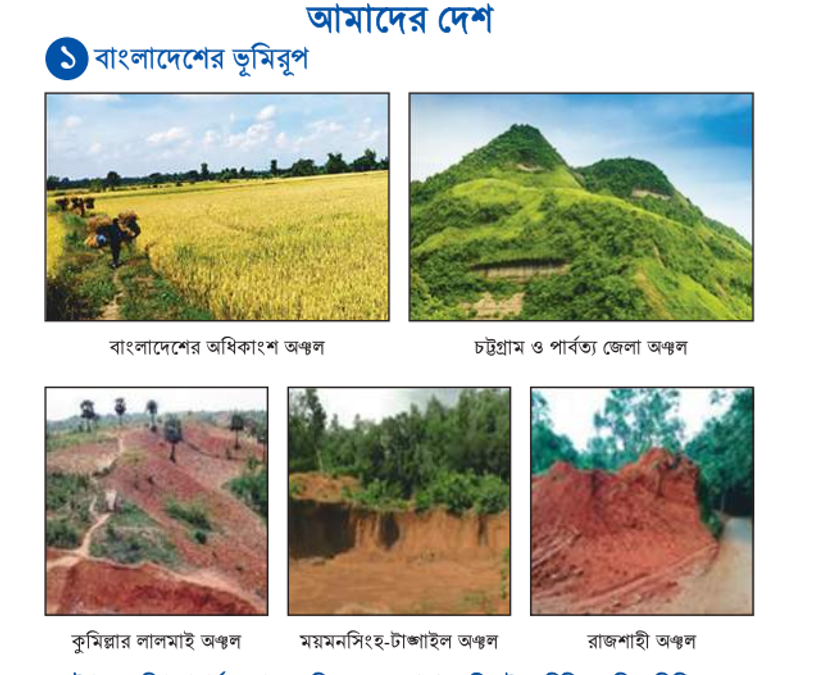 আমাদের দেশ
১ বাংলাদেশের ভূমিরূপ
বাংলাদেশের অধিকাংশ অঞ্চল
চট্টগ্রাম ও পার্বত্য জেলা অঞ্চল
কুমিল্লার লালমাই অঞ্চল
ময়মনসিংহ-টাঙ্গাইল অঞ্চল
রাজশাহী অঞ্চল